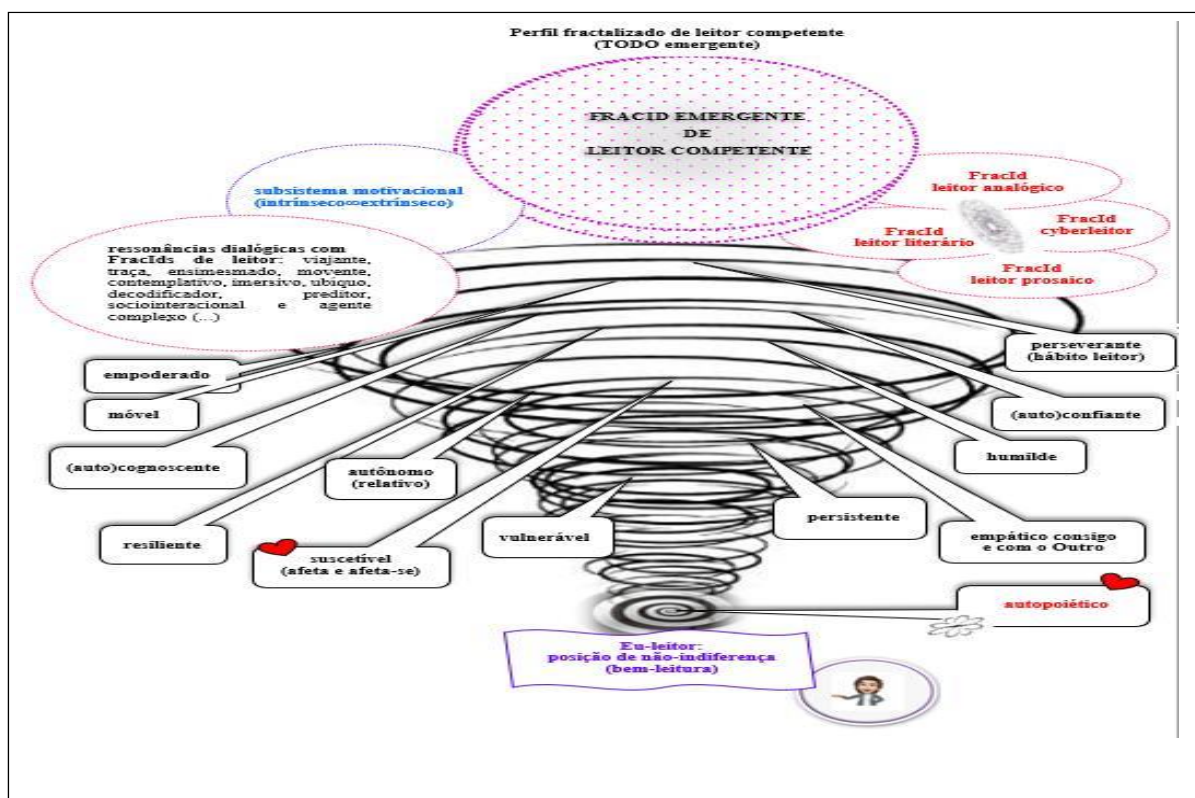 Perfil fractalizado de leitor competente
(TODO emergente)
FRACID EMERGENTE
DE
LEITOR COMPETENTE
subsistema motivacional
(intrínseco∞extrínseco)
FracId
leitor analógico
FracId
leitor literário
FracId
cyberleitor
FracId
leitor prosaico
ressonâncias dialógicas com
FracIds de leitor: viajante,
traça, ensimesmado, movente,
contemplativo, imersivo, ubíquo,
decodificador, preditor,
sociointeracional e agente
complexo (...)
perseverante
(hábito leitor)
empoderado
móvel
(auto)confiante
(auto)cognoscente
autônomo
(relativo)
humilde
resiliente
suscetível
(afeta e afeta-se)
vulnerável
persistente
empático consigo
e com o Outro
autopoiético
Eu-leitor:
posição de não-indiferença
(bem-leitura)